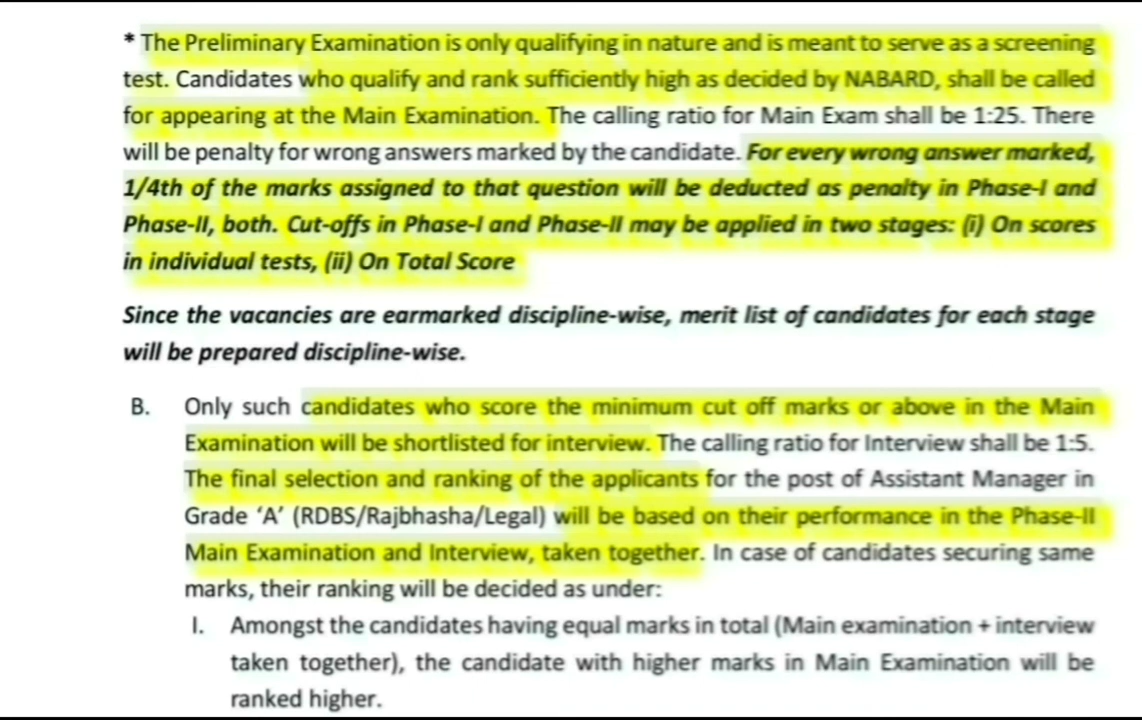 * The Preliminary Examination is only qualifying in nature and is meant to serve as a screening
test. Candidates who qualify and rank sufficiently high as decided by NABARD, shall be called
for appearing at the Main Examination. The calling ratio for Main Exam shall be 1:25. There
will be penalty for wrong answers marked by the candidate. For every wrong answer marked,
1/4th of the marks assigned to that question will be deducted as penalty in Phase-I and
Phase-II, both. Cut-offs in Phase-I and Phase-II may be applied in two stages: (i) On scores
in individual tests, (ii) On Total Score
Since the vacancies are earmarked discipline-wise, merit list of candidates for each stage
will be prepared discipline-wise.
B. Only such candidates who score the minimum cut off marks or above in the Main
Examination will be shortlisted for interview. The calling ratio for Interview shall be 1:5.
The final selection and ranking of the applicants for the post of Assistant Manager in
Grade ‘A’ (RDBS/Rajbhasha/Legal) will be based on their performance in the Phase-II
Main Examination and Interview, taken together. In case of candidates securing same
marks, their ranking will be decided as under:
I. Amongst the candidates having equal marks in total (Main examination + interview
taken together), the candidate with higher marks in Main Examination will be
ranked higher.